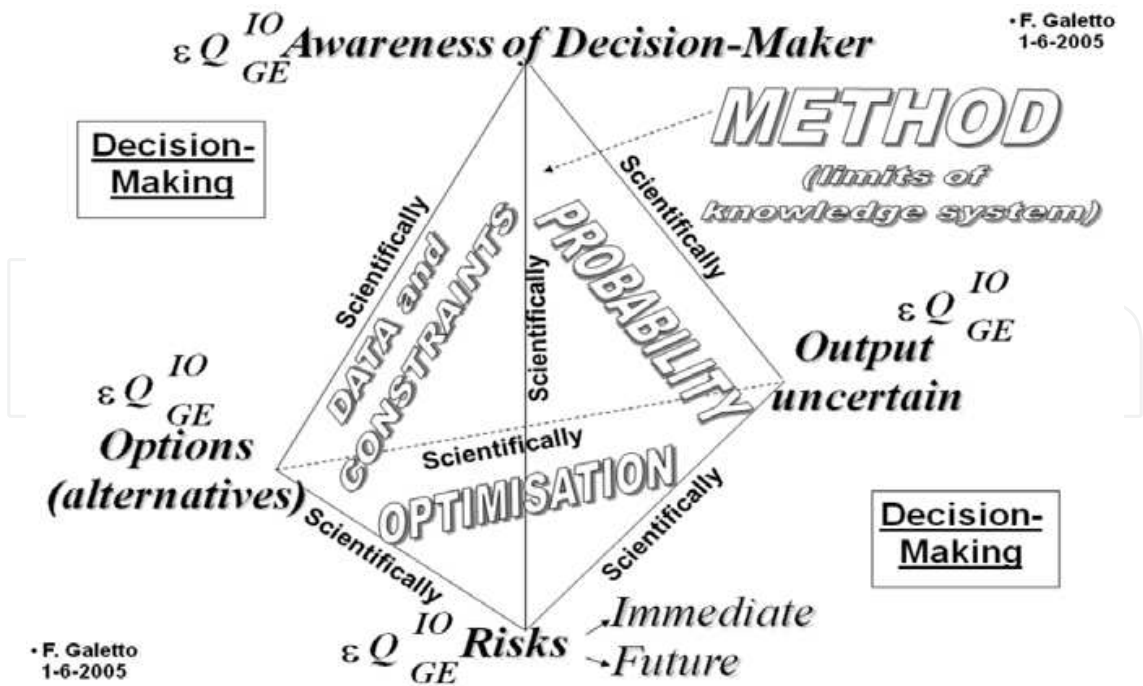 ε Q IO GE Awareness of Decision-Maker
• F. Galetto
1-6-2005
Decision-
Making
METHOD
(limits of
knowledge system)
Scientifically
DATA and
CONSTRAINTS
Scientifically
PROBABILITY
Scientifically
ε Q IO GE
Output
uncertain
ε Q IO GE
Options
(alternatives)
Scientifically
OPTIMISATION
Scientifically
Scientifically
Decision-
Making
ε Q IO GE Risks
Immediate
Future
• F. Galetto
1-6-2005